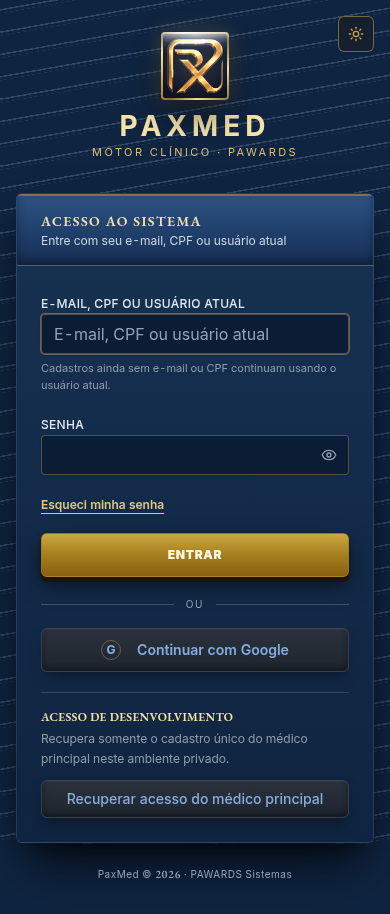 PAXMED
MOTOR CLÍNICO · PAWARDS
ACESSO AO SISTEMA
Entre com seu e-mail, CPF ou usuário atual
E-MAIL, CPF OU USUÁRIO ATUAL
E-mail, CPF ou usuário atual
Cadastros ainda sem e-mail ou CPF continuam usando o
usuário atual.
SENHA
Esqueci minha senha
ENTRAR
OU
G Continuar com Google
ACESSO DE DESENVOLVIMENTO
Recupera somente o cadastro único do médico
principal neste ambiente privado.
Recuperar acesso do médico principal
PaxMed © 2026 · PAWARDS Sistemas